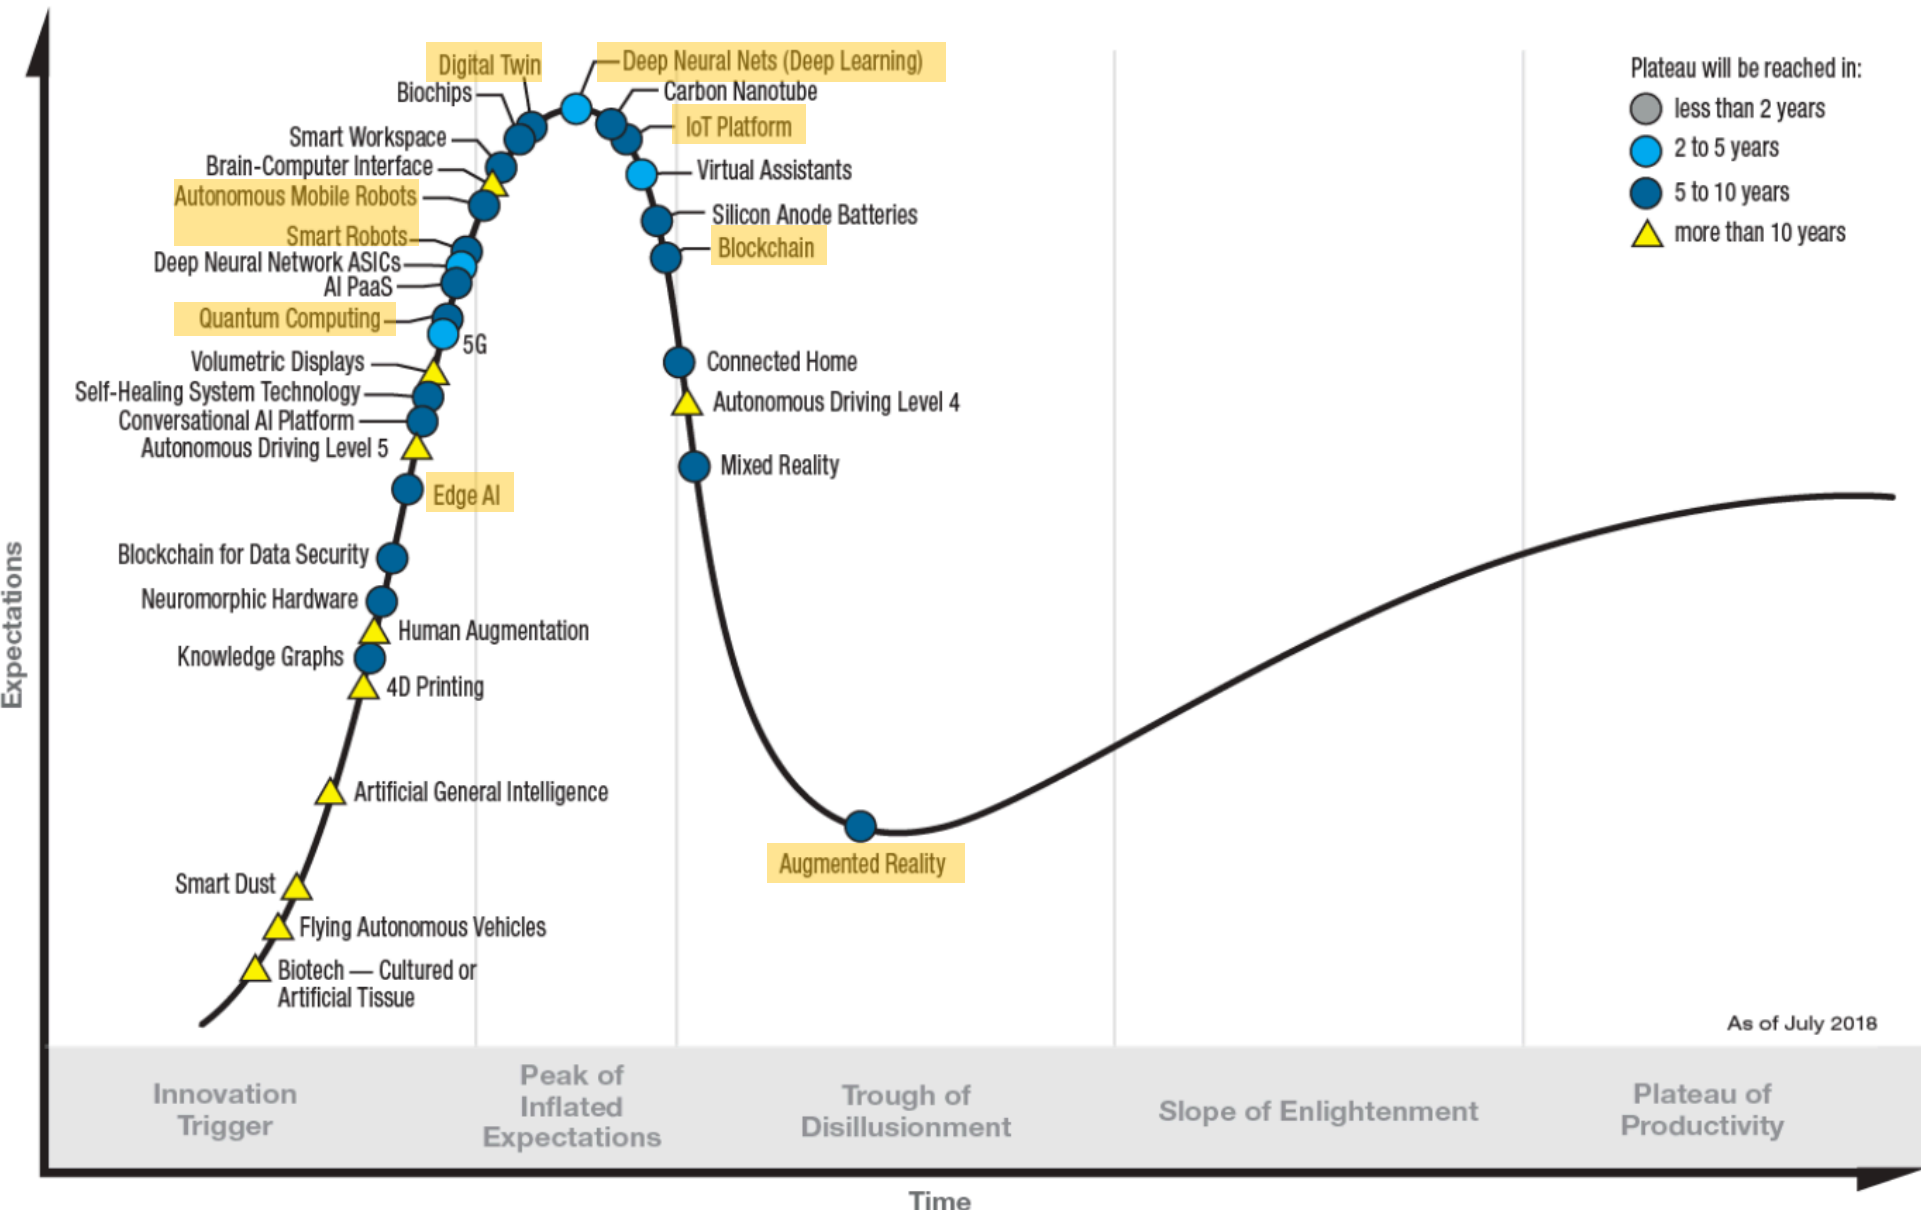 Digital Twin
Deep Neural Nets (Deep Learning)
Biochips
Carbon Nanotube
Smart Workspace
IoT Platform
Brain-Computer Interface
Virtual Assistants
Autonomous Mobile Robots
Silicon Anode Batteries
Smart Robots
Blockchain
Deep Neural Network ASICs
AI PaaS
Quantum Computing
5G
Volumetric Displays
Connected Home
Self-Healing System Technology
Autonomous Driving Level 4
Conversational AI Platform
Autonomous Driving Level 5
Mixed Reality
Edge AI
Blockchain for Data Security
Neuromorphic Hardware
Human Augmentation
Knowledge Graphs
4D Printing
Artificial General Intelligence
Augmented Reality
Smart Dust
Flying Autonomous Vehicles
Biotech — Cultured or
Artificial Tissue
Plateau will be reached in:
less than 2 years
2 to 5 years
5 to 10 years
more than 10 years
As of July 2018
Expectations
Innovation
Trigger
Peak of
Inflated
Expectations
Trough of
Disillusionment
Slope of Enlightenment
Plateau of
Productivity
Time